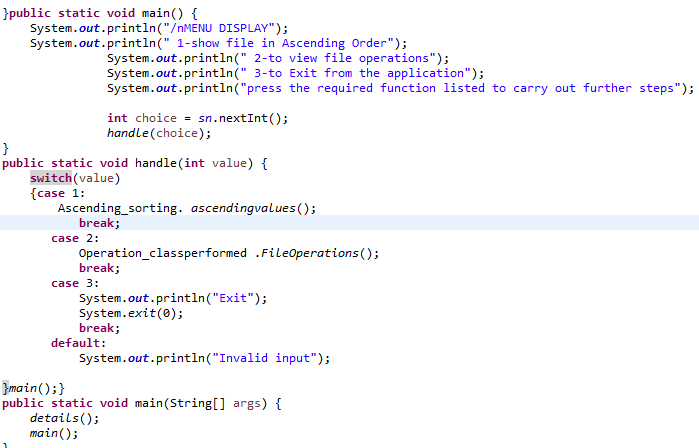 }public static void main() {
System.out.println("/nMENU DISPLAY");
System.out.println(" 1-show file in Ascending Order");
System.out.println(" 2-to view file operations");
System.out.println(" 3-to Exit from the application");
System.out.println("press the required function listed to carry out further steps");
int choice = sn.nextInt();
handle(choice);
}
public static void handle(int value) {
switch(value)
{case 1:
Ascending_sorting. ascendingvalues();
break;
case 2:
Operation_classperformed .FileOperations();
break;
case 3:
System.out.println("Exit");
System.exit(0);
break;
default:
System.out.println("Invalid input");
}main();}
public static void main(String[] args) {
details();
main();
}